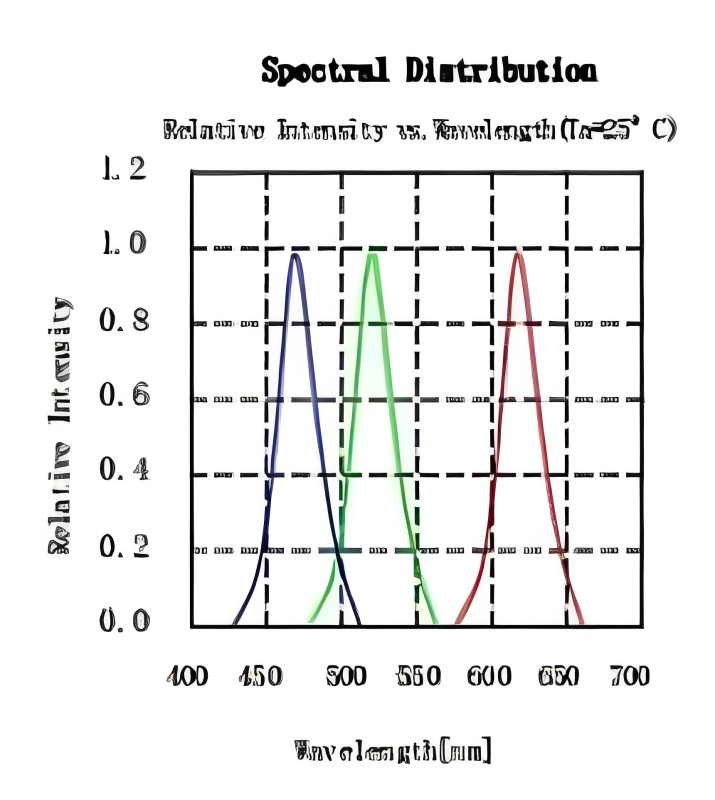 Spectral Distribution
Relative Intensity vs. Wavelength (Ta=25° C)
1.2
1.0
0.8
0.6
0.4
0.2
0.0
Relative Intensity
400 450 500 550 600 650 700
Wavelength[nm]